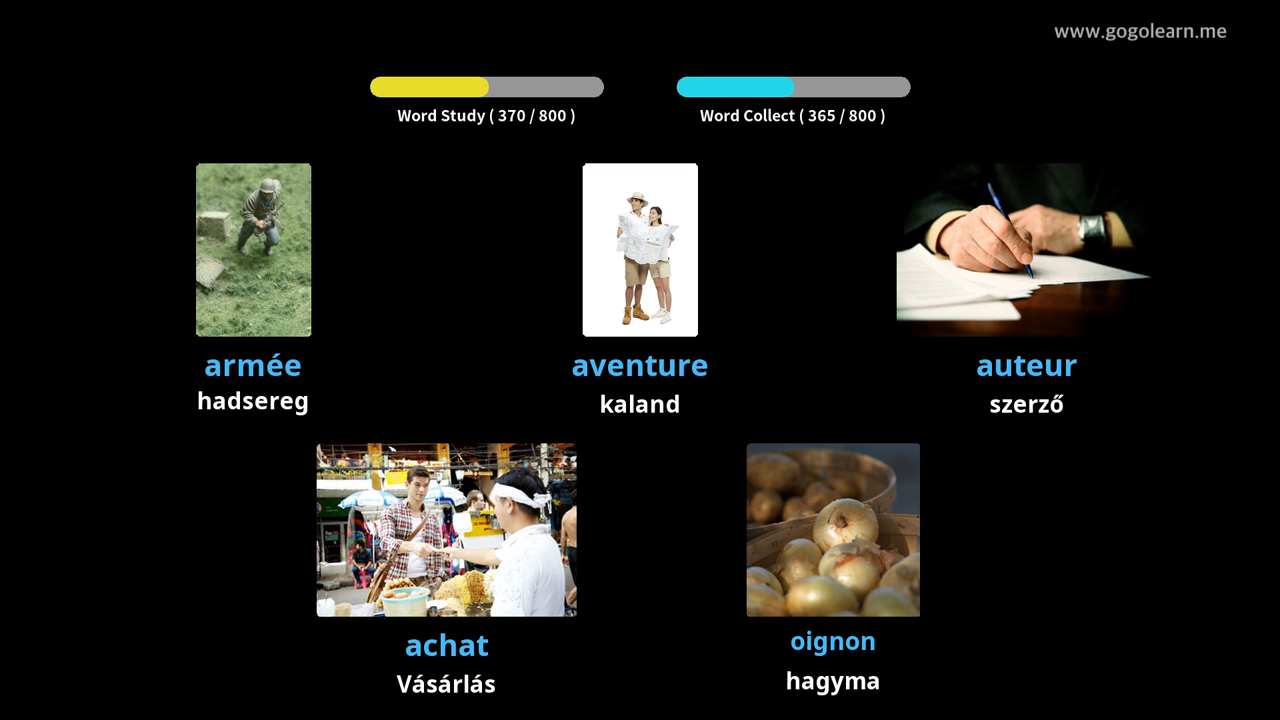 www.gogolearn.me
Word Study ( 370 / 800 )
Word Collect ( 365 / 800 )
armée
hadsereg
aventure
kaland
auteur
szerző
achat
Vásárlás
oignon
hagyma